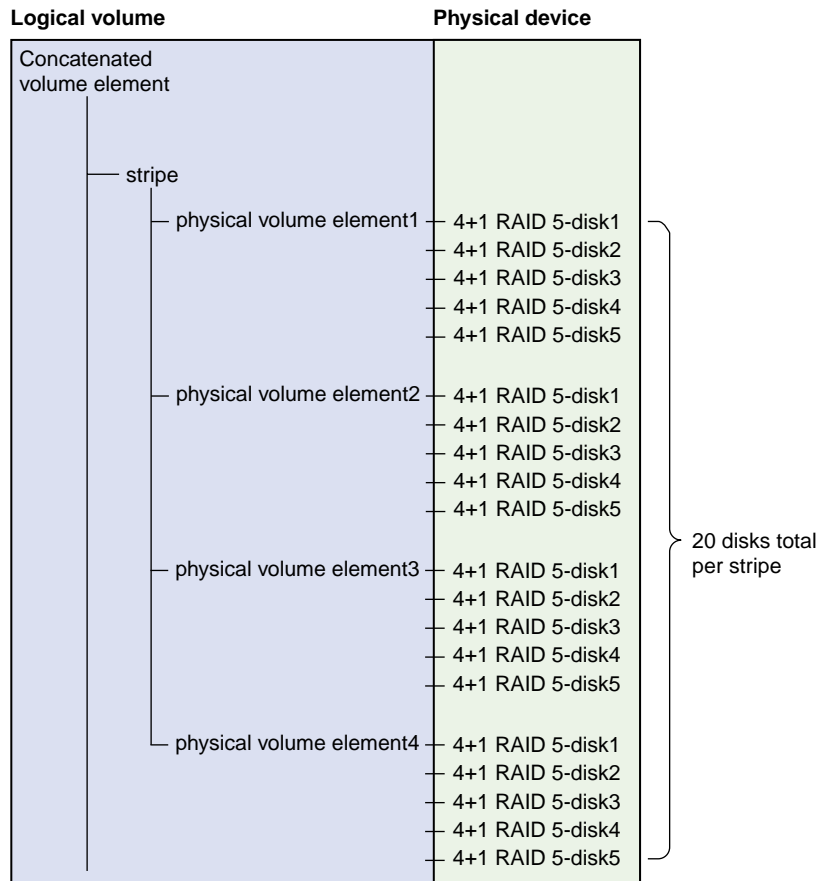 Logical volume
Physical device
Concatenated
volume element
stripe
physical volume element1
4+1 RAID 5-disk1
4+1 RAID 5-disk2
4+1 RAID 5-disk3
4+1 RAID 5-disk4
4+1 RAID 5-disk5
physical volume element2
4+1 RAID 5-disk1
4+1 RAID 5-disk2
4+1 RAID 5-disk3
4+1 RAID 5-disk4
4+1 RAID 5-disk5
physical volume element3
4+1 RAID 5-disk1
4+1 RAID 5-disk2
4+1 RAID 5-disk3
4+1 RAID 5-disk4
4+1 RAID 5-disk5
physical volume element4
4+1 RAID 5-disk1
4+1 RAID 5-disk2
4+1 RAID 5-disk3
4+1 RAID 5-disk4
4+1 RAID 5-disk5
20 disks total
per stripe